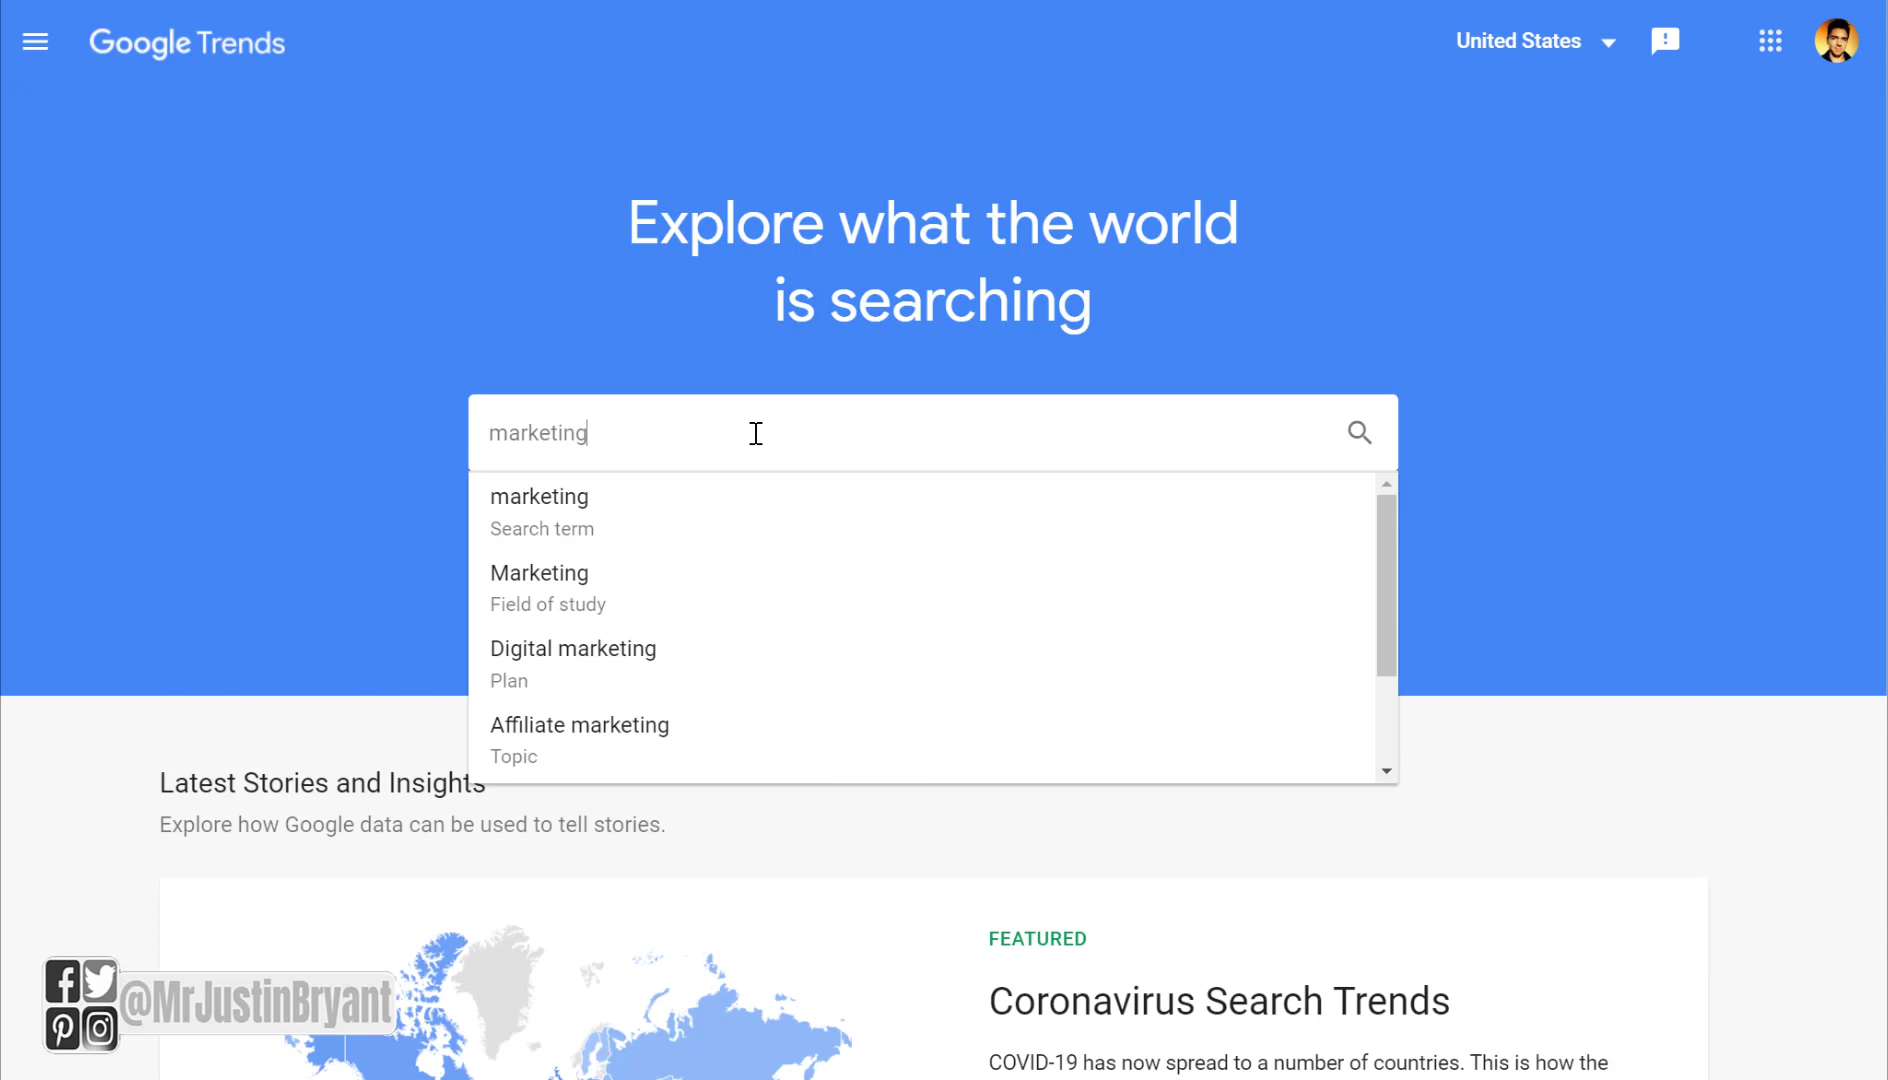 Google Trends
United States
Explore what the world
is searching
marketing
marketing
Search term
Marketing
Field of study
Digital marketing
Plan
Affiliate marketing
Topic
Latest Stories and Insights
Explore how Google data can be used to tell stories.
FEATURED
Coronavirus Search Trends
COVID-19 has now spread to a number of countries. This is how the
@MrJustinBryant